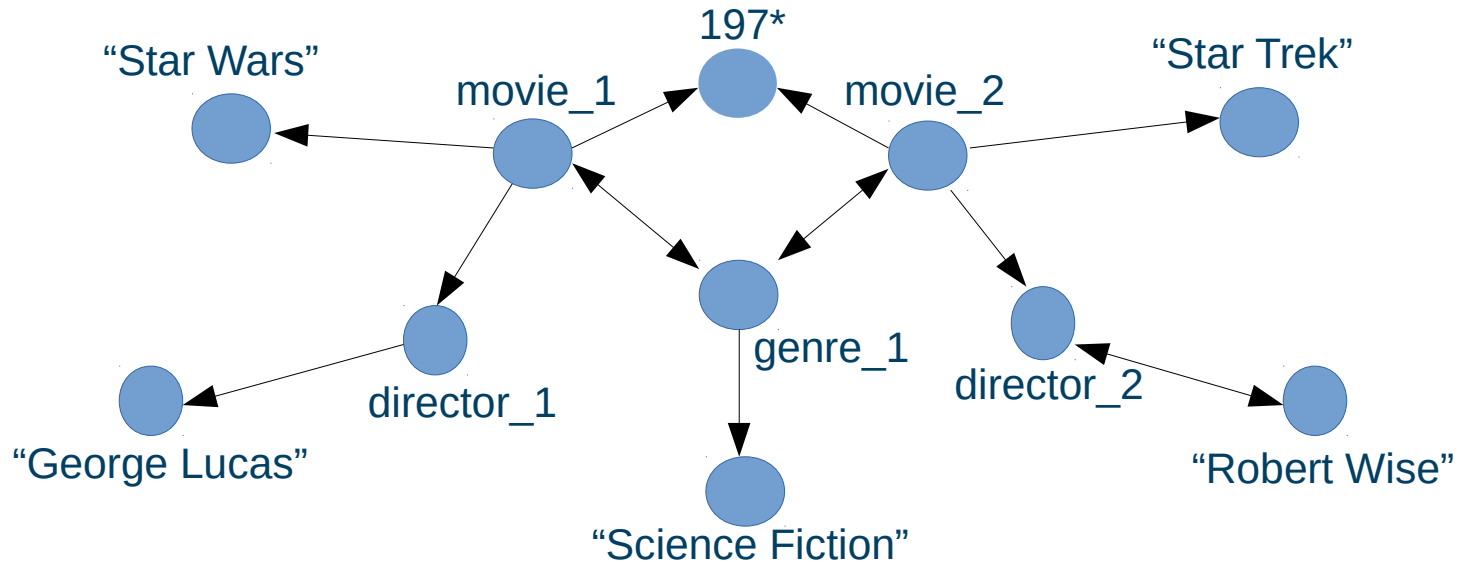 197*
“Star Wars”
“Star Trek”
movie_1
movie_2
genre_1
director_1
director_2
“George Lucas”
“Robert Wise”
“Science Fiction”